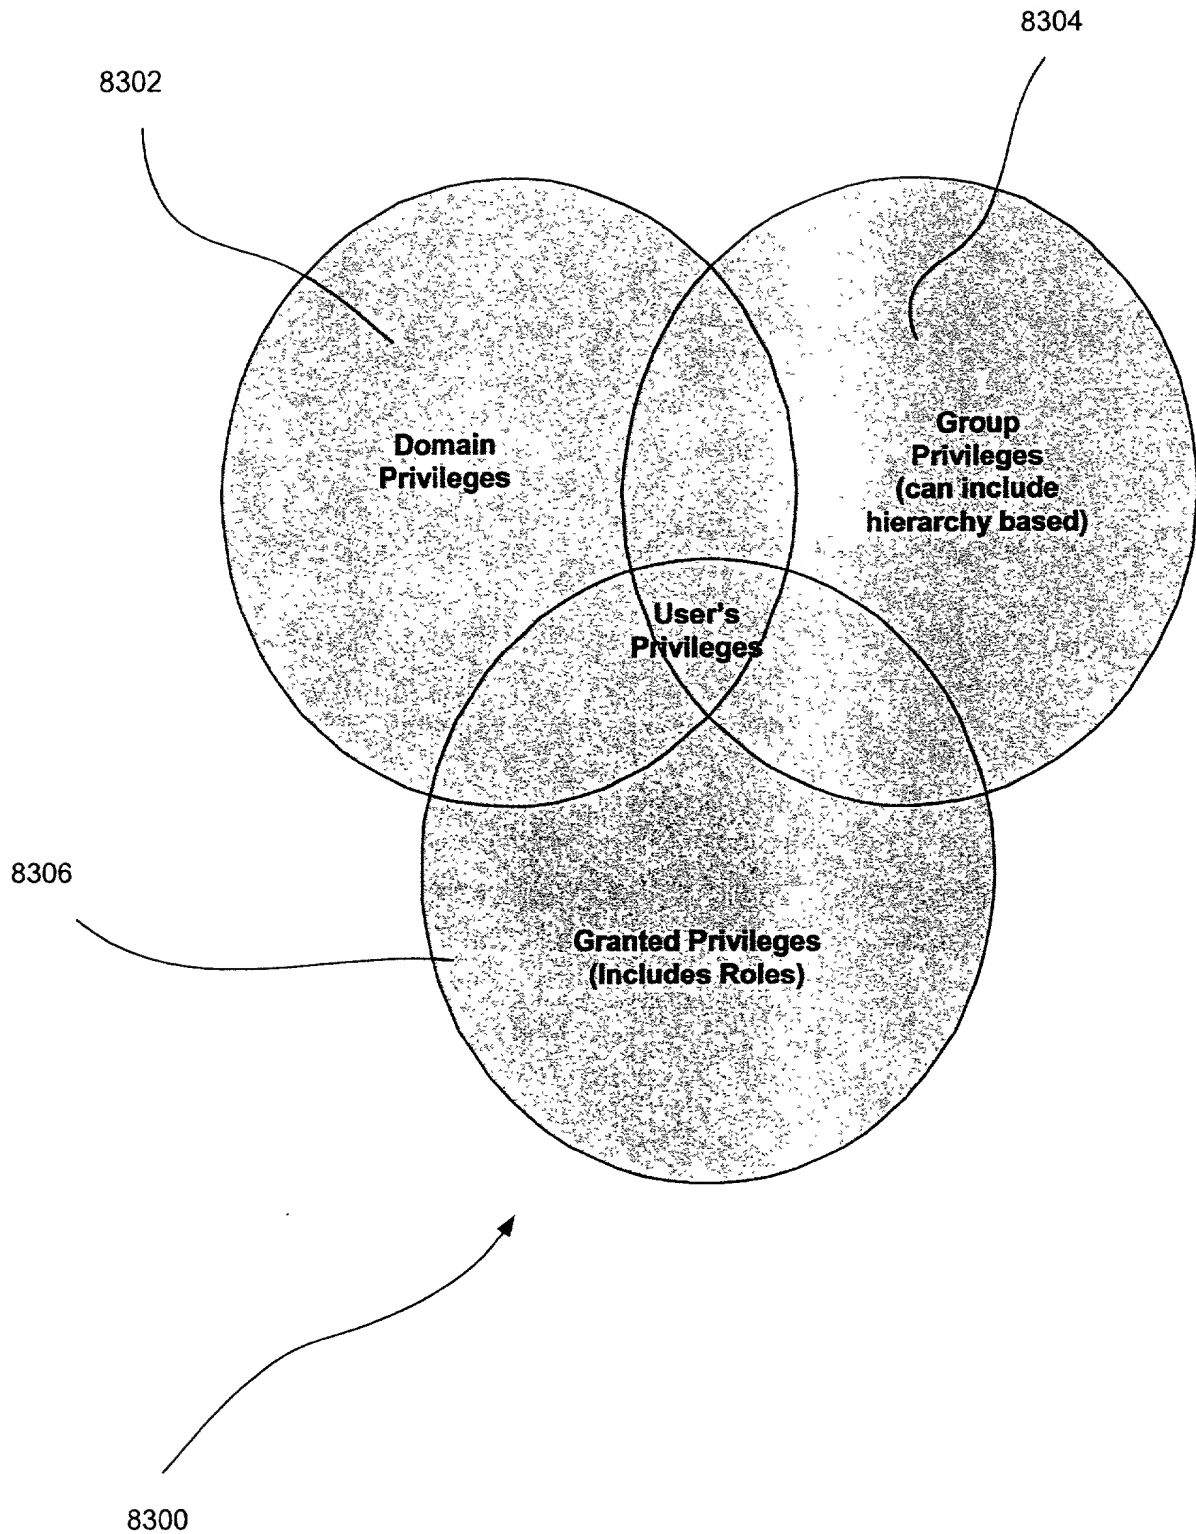 8304
8302
Domain
Privileges
Group
Privileges
(can include
hierarchy based)
User's
Privileges
8306
Granted Privileges
(Includes Roles)
8300